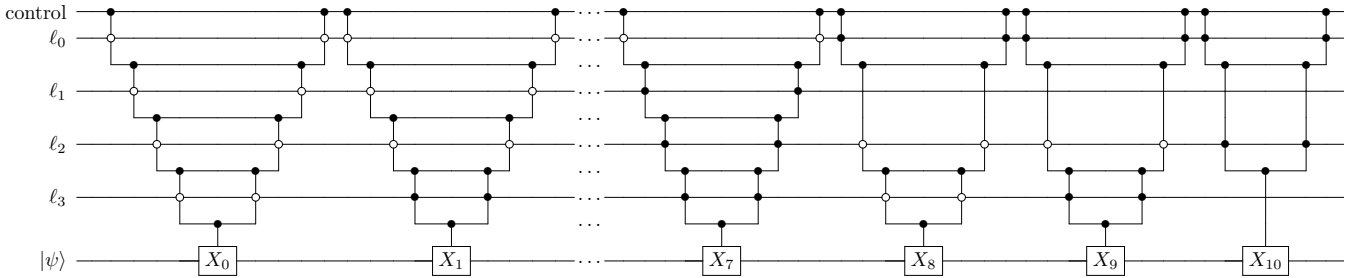 control
ℓ₀
ℓ₁
ℓ₂
ℓ₃
|ψ⟩
X₀ X₁ X₇ X₈ X₉ X₁₀
···
···
···
···
···
···
···
···
···
···